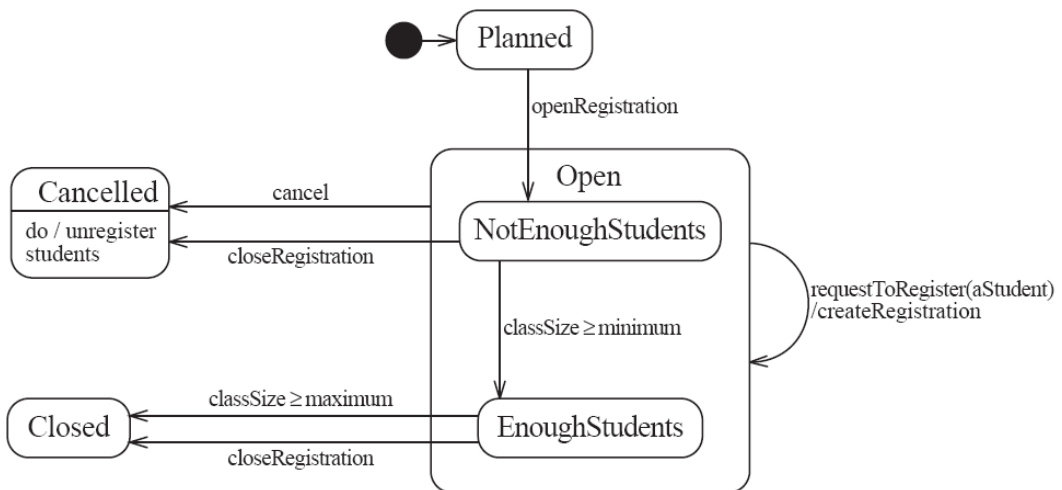 Planned
openRegistration
Open
Cancelled
cancel
NotEnoughStudents
do / unregister
students
closeRegistration
requestToRegister(aStudent)
/createRegistration
classSize ≥ minimum
classSize ≥ maximum
Closed
EnoughStudents
closeRegistration